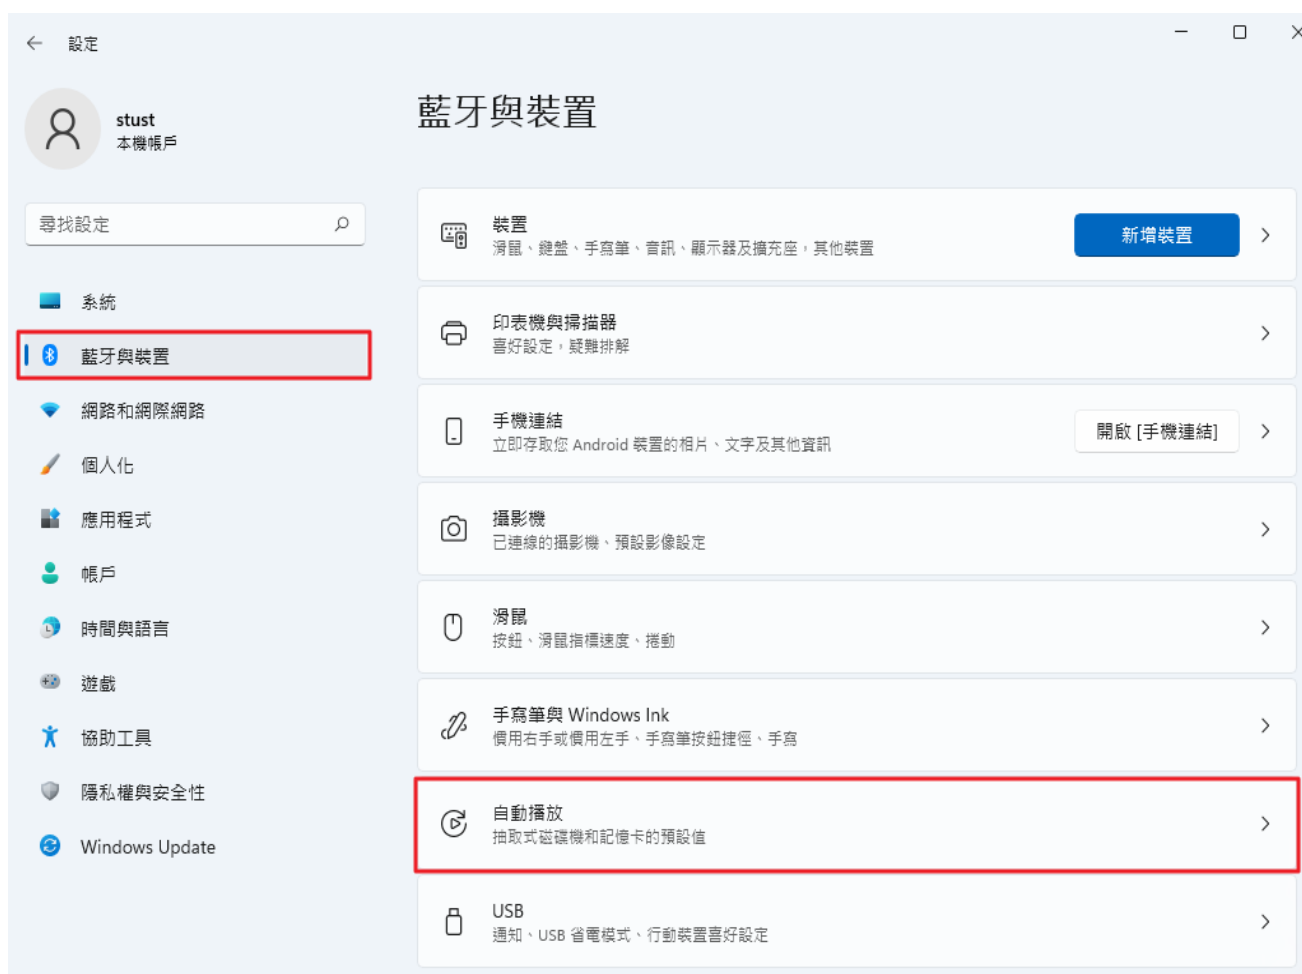 設定
stust
本機帳戶
尋找設定
系統
藍牙與裝置
網路和網際網路
個人化
應用程式
帳戶
時間與語言
遊戲
協助工具
隱私權與安全性
Windows Update
藍牙與裝置
裝置
滑鼠、鍵盤、手寫筆、音訊、顯示器及擴充座，其他裝置
新增裝置
印表機與掃描器
喜好設定，疑難排解
手機連結
立即存取您 Android 裝置的相片、文字及其他資訊
開啟 [手機連結]
攝影機
已連線的攝影機、預設影像設定
滑鼠
按鈕、滑鼠指標速度、捲動
手寫筆與 Windows Ink
慣用右手或慣用左手、手寫筆按鈕捷徑、手寫
自動播放
抽取式磁碟機和記憶卡的預設值
USB
通知、USB 省電模式、行動裝置喜好設定